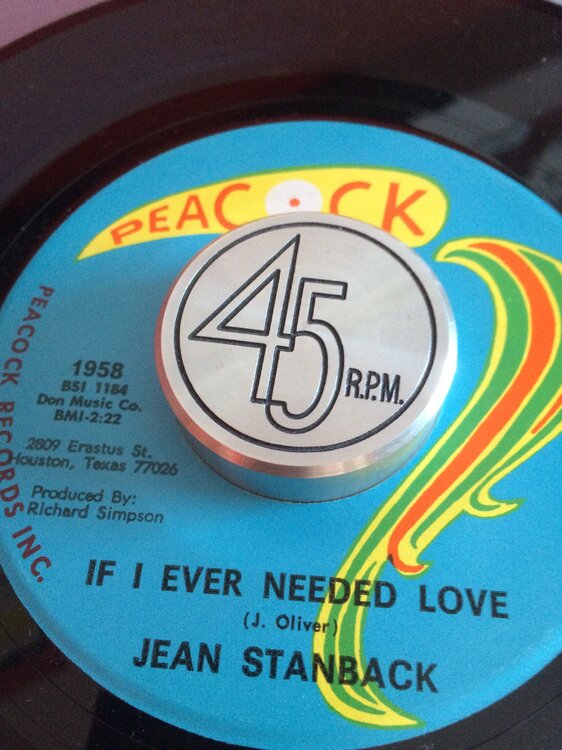 PEACOCK
45 R.P.M.
PEACOCK RECORDS INC.
1958
BSI 1184
Don Music Co.
BMI-2:22
2809 Erastus St.
Houston, Texas 77026
Produced By:
Richard Simpson
IF I EVER NEEDED LOVE
(J. Oliver)
JEAN STANBACK